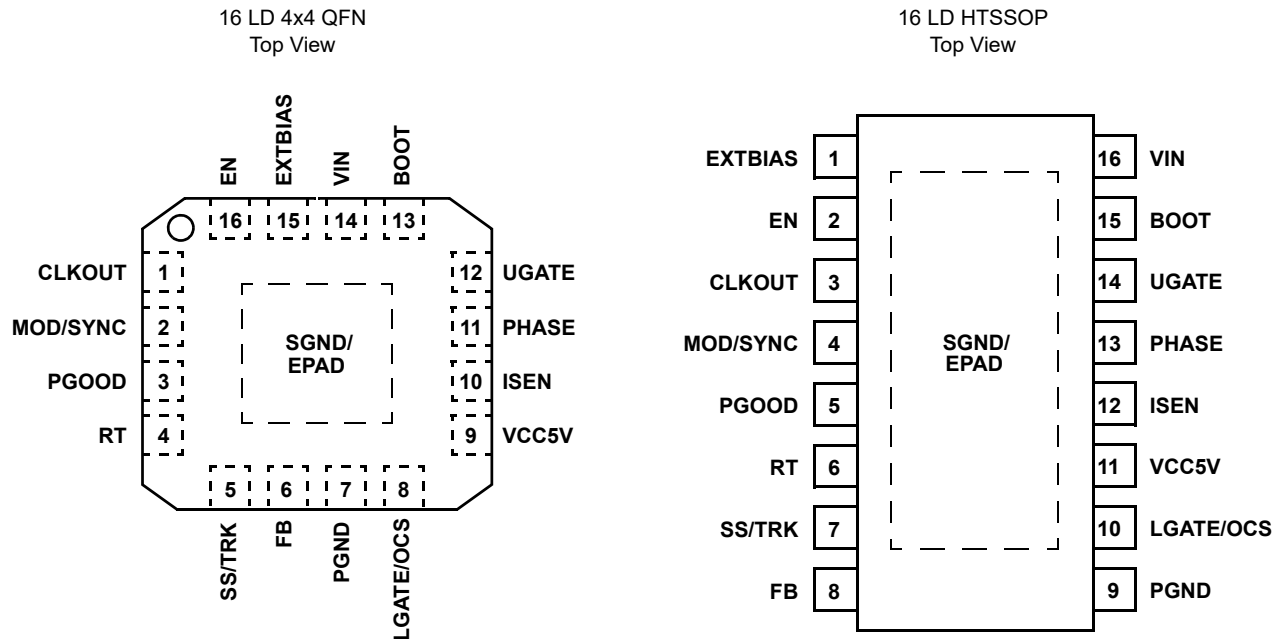 16 LD 4x4 QFN
Top View
EN
EXTBIAS
VIN
BOOT
16
15
14
13
CLKOUT
1
MOD/SYNC
2
PGOOD
3
RT
4
SGND/
EPAD
12
UGATE
11
PHASE
10
ISEN
9
VCC5V
5
6
7
8
SS/TRK
FB
PGND
LGATE/OCS
16 LD HTSSOP
Top View
EXTBIAS
1
EN
2
CLKOUT
3
MOD/SYNC
4
PGOOD
5
RT
6
SS/TRK
7
FB
8
SGND/
EPAD
16
VIN
15
BOOT
14
UGATE
13
PHASE
12
ISEN
11
VCC5V
10
LGATE/OCS
9
PGND